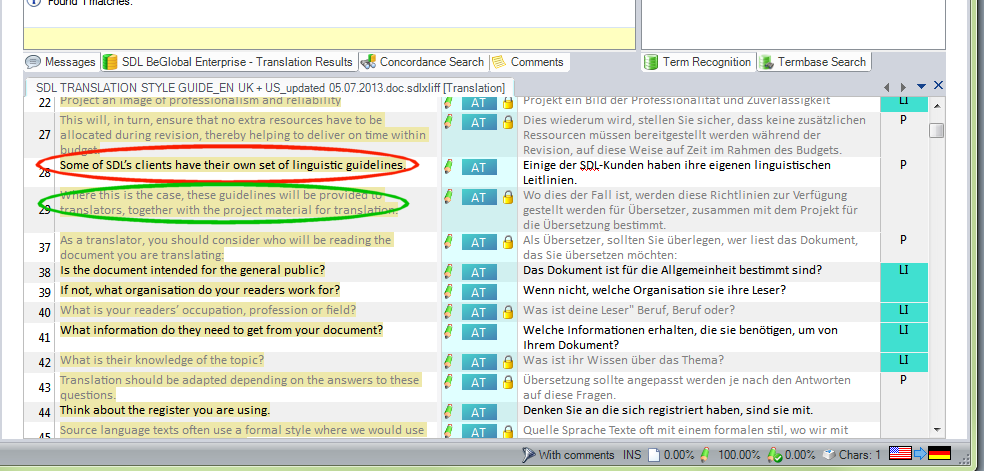 Found 1 matches.
Messages SDL BeGlobal Enterprise - Translation Results Concordance Search Comments Term Recognition Termbase Search
SDL TRANSLATION STYLE GUIDE_EN UK + US_updated 05.07.2013.doc.sdlxliff [Translation]
22 Project an image of professionalism and reliability AT Projekt ein Bild der Professionalität und Zuverlässigkeit LI
27 This will, in turn, ensure that no extra resources have to be
allocated during revision, thereby helping to deliver on time within
budget.
AT Dies wiederum wird, stellen Sie sicher, dass keine zusätzlichen P
Ressourcen müssen bereitgestellt werden während der
Revision, auf diese Weise auf Zeit im Rahmen des Budgets.
28 Some of SDL's clients have their own set of linguistic guidelines.
AT Einige der SDL-Kunden haben ihre eigenen linguistischen P
Leitlinien.
29 Where this is the case, these guidelines will be provided to
translators, together with the project material for translation.
AT Wo dies der Fall ist, werden diese Richtlinien zur Verfügung
gestellt werden für Übersetzer, zusammen mit dem Projekt für
die Übersetzung bestimmt.
37 As a translator, you should consider who will be reading the
document you are translating:
AT Als Übersetzer, sollten Sie überlegen, wer liest das Dokument, P
das Sie übersetzen möchten:
38 Is the document intended for the general public? AT Das Dokument ist für die Allgemeinheit bestimmt sind? LI
39 If not, what organisation do your readers work for? AT Wenn nicht, welche Organisation sie ihre Leser?
40 What is your readers' occupation, profession or field? AT Was ist deine Leser" Beruf, Beruf oder? LI
41 What information do they need to get from your document? AT Welche Informationen erhalten, die sie benötigen, um von LI
Ihrem Dokument?
42 What is their knowledge of the topic? AT Was ist ihr Wissen über das Thema? LI
43 Translation should be adapted depending on the answers to these
questions.
AT Übersetzung sollte angepasst werden je nach den Antworten P
auf diese Fragen.
44 Think about the register you are using. AT Denken Sie an die sich registriert haben, sind sie mit.
45 Source language texts often use a formal style where we would use AT Quelle Sprache Texte oft mit einem formalen stil, wo wir mit
With comments INS 0.00% 100.00% 0.00% Chars: 1